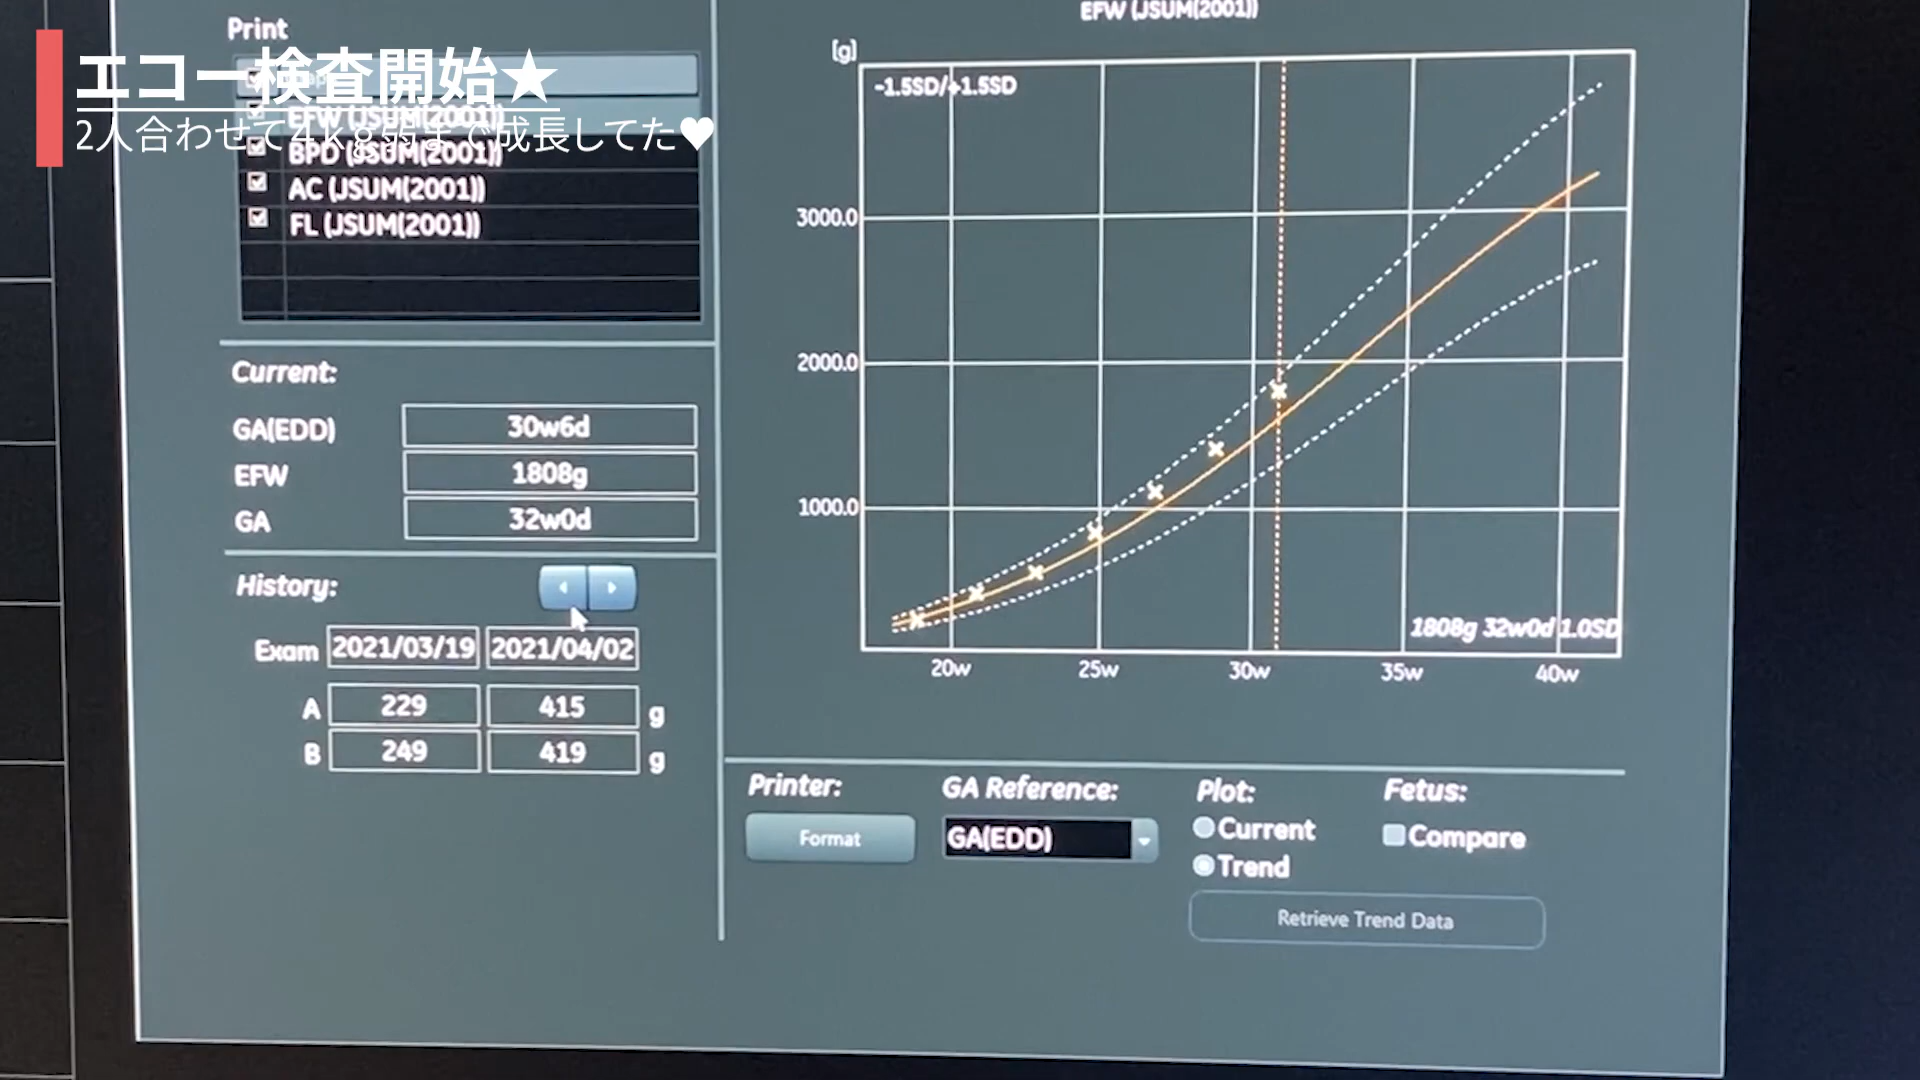 EFW (JSUM(2001))
Print
エコー検査開始★
EFW (JSUM(2001))
2人合わせて4kg弱まで成長してた♥
BPD (JSUM(2001))
AC (JSUM(2001))
FL (JSUM(2001))
Current:
GA(EDD) 30w6d
EFW 1808g
GA 32w0d
History:
Exam 2021/03/19 2021/04/02
A 229 415 g
B 249 419 g
[g]
-1.5SD/+1.5SD
3000.0
2000.0
1000.0
1808g 32w0d 1.0SD
20w 25w 30w 35w 40w
Printer: GA Reference: Plot: Fetus:
Format GA(EDD) Current Compare
Trend
Retrieve Trend Data